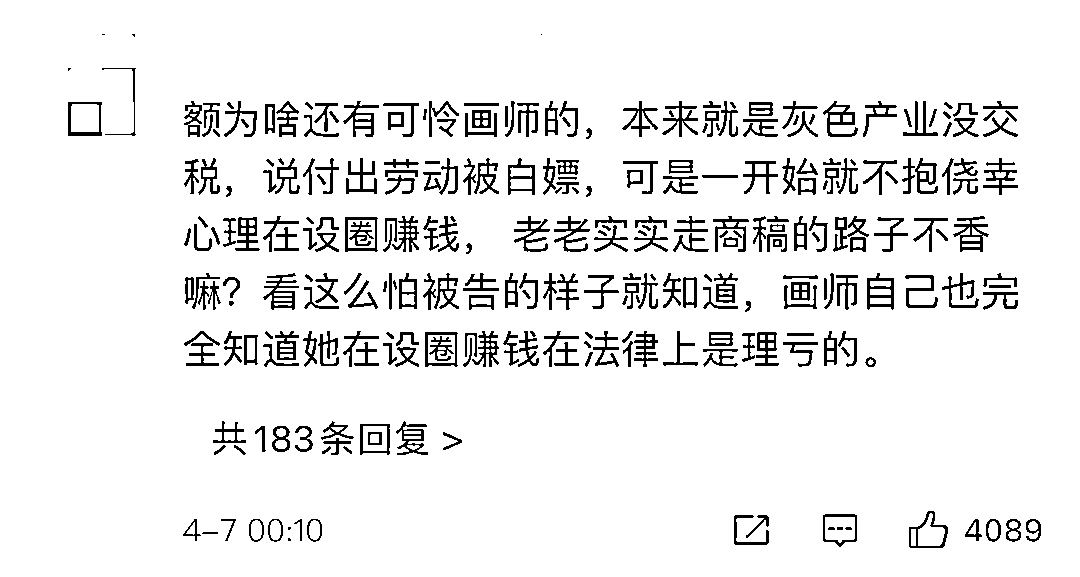 额为啥还有可怜画师的，本来就是灰色产业没交
税，说付出劳动被白嫖，可是一开始就不抱侥幸
心理在设圈赚钱， 老老实实走商稿的路子不香
嘛？看这么怕被告的样子就知道，画师自己也完
全知道她在设圈赚钱在法律上是理亏的。
共183条回复 >
4-7 00:10
4089